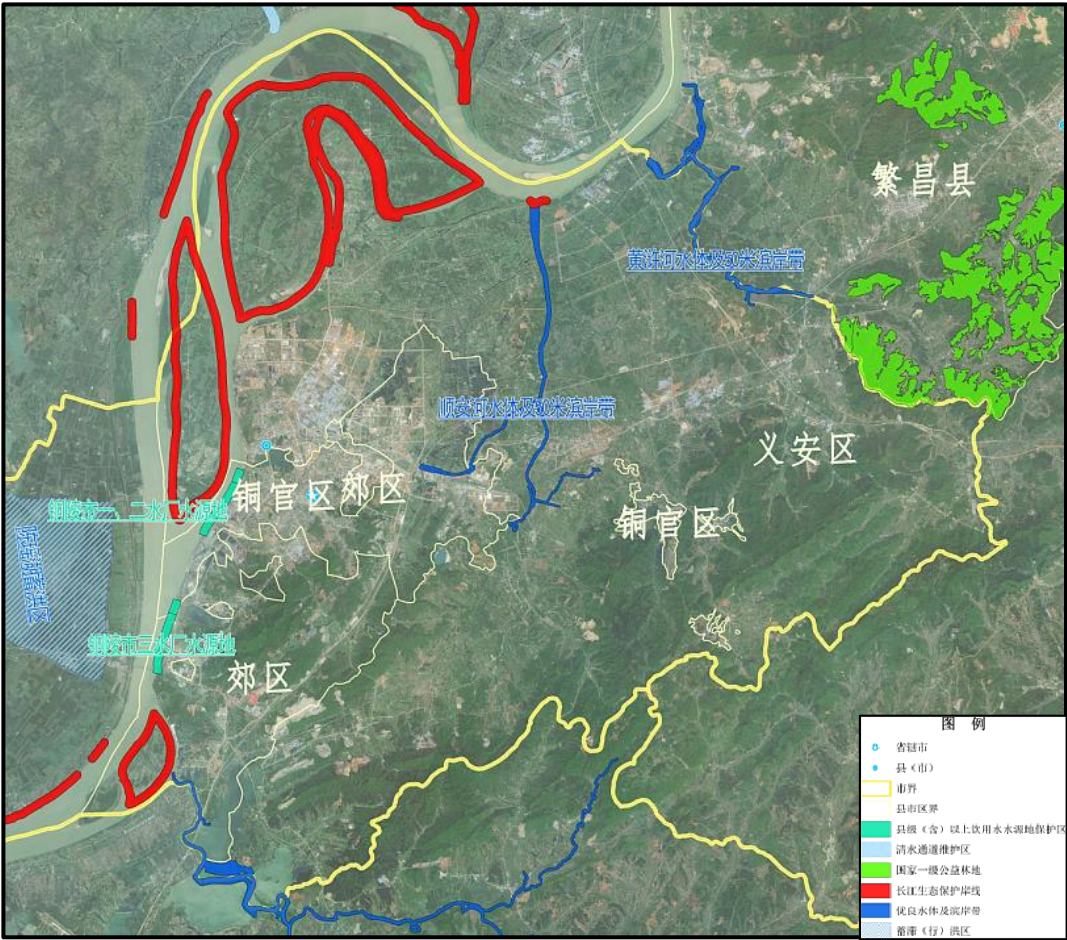 繁昌县
黄浒河水体及50米滨岸带
顺安河水体及50米滨岸带
义安区
铜官区
郊区
铜陵市一、二水厂水源地
铜官区
铜陵市三水厂水源地
郊区
图 例
省辖市
县（市）
市界
县市区界
县级（含）以上饮用水水源地保护区
清水通道维护区
国家一级公益林地
长江生态保护岸线
优良水体及滨岸带
蓄滞（行）洪区